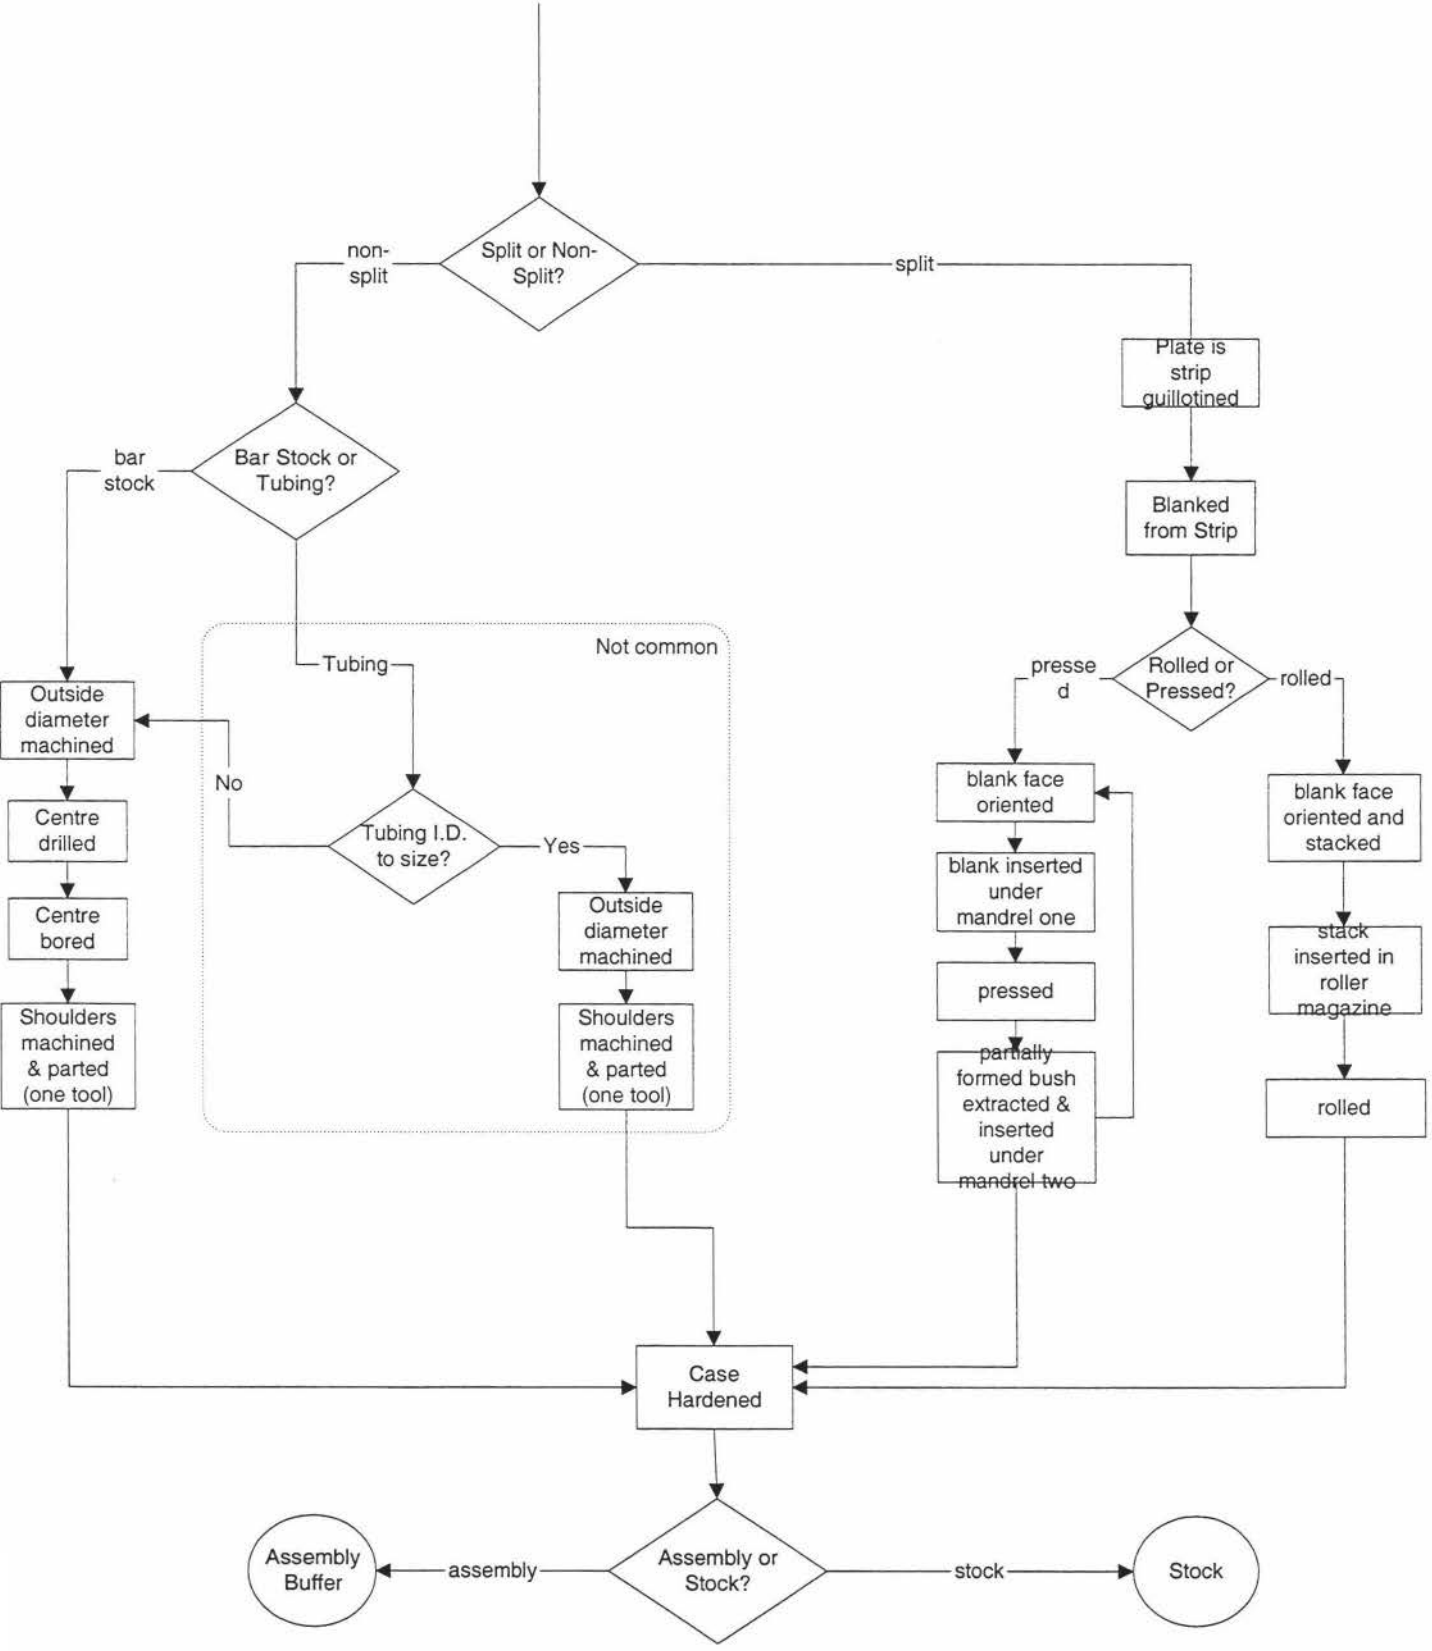 Split or Non-
Split?
non-
split
split
Plate is
strip
guillotined
Bar Stock or
Tubing?
bar
stock
Blanked
from Strip
Not common
Tubing
Rolled or
Pressed?
presse
d
rolled
Outside
diameter
machined
No
Tubing I.D.
to size?
Yes
blank face
oriented
blank face
oriented and
stacked
Centre
drilled
blank inserted
under
mandrel one
Outside
diameter
machined
Centre
bored
stack
inserted in
roller
magazine
pressed
Shoulders
machined
& parted
(one tool)
Shoulders
machined
& parted
(one tool)
partially
formed bush
extracted &
inserted
under
mandrel two
rolled
Case
Hardened
Assembly
Buffer
assembly
Assembly or
Stock?
stock
Stock